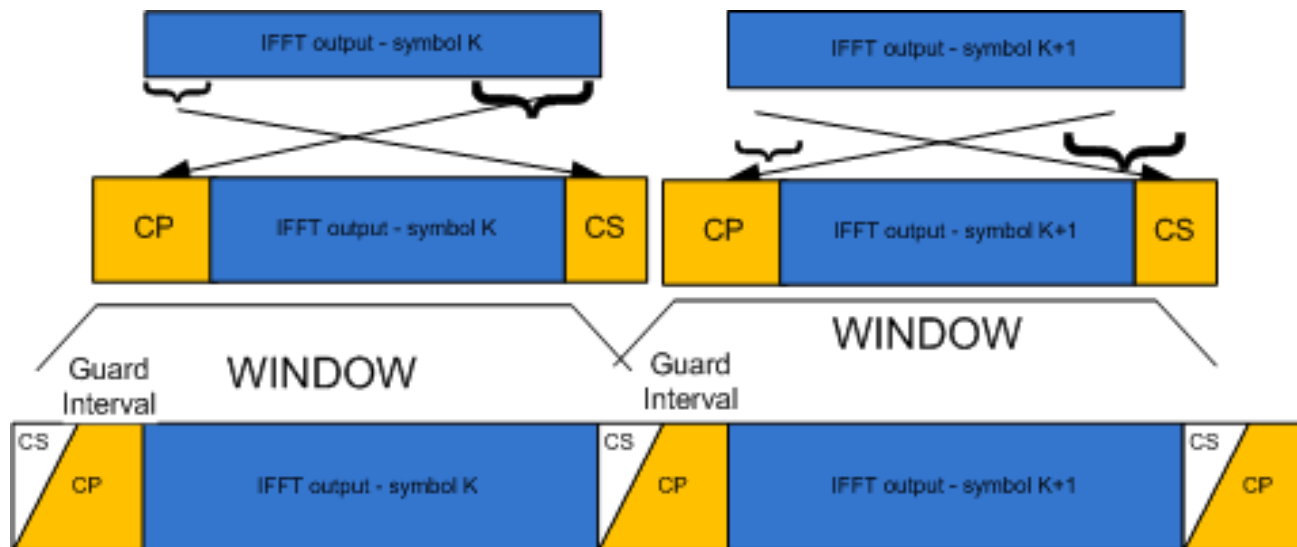 IFFT output - symbol K
IFFT output - symbol K+1
CP
IFFT output - symbol K
CS
CP
IFFT output - symbol K+1
CS
Guard
Interval
WINDOW
Guard
Interval
WINDOW
CS
CP
IFFT output - symbol K
CS
CP
IFFT output - symbol K+1
CS
CP